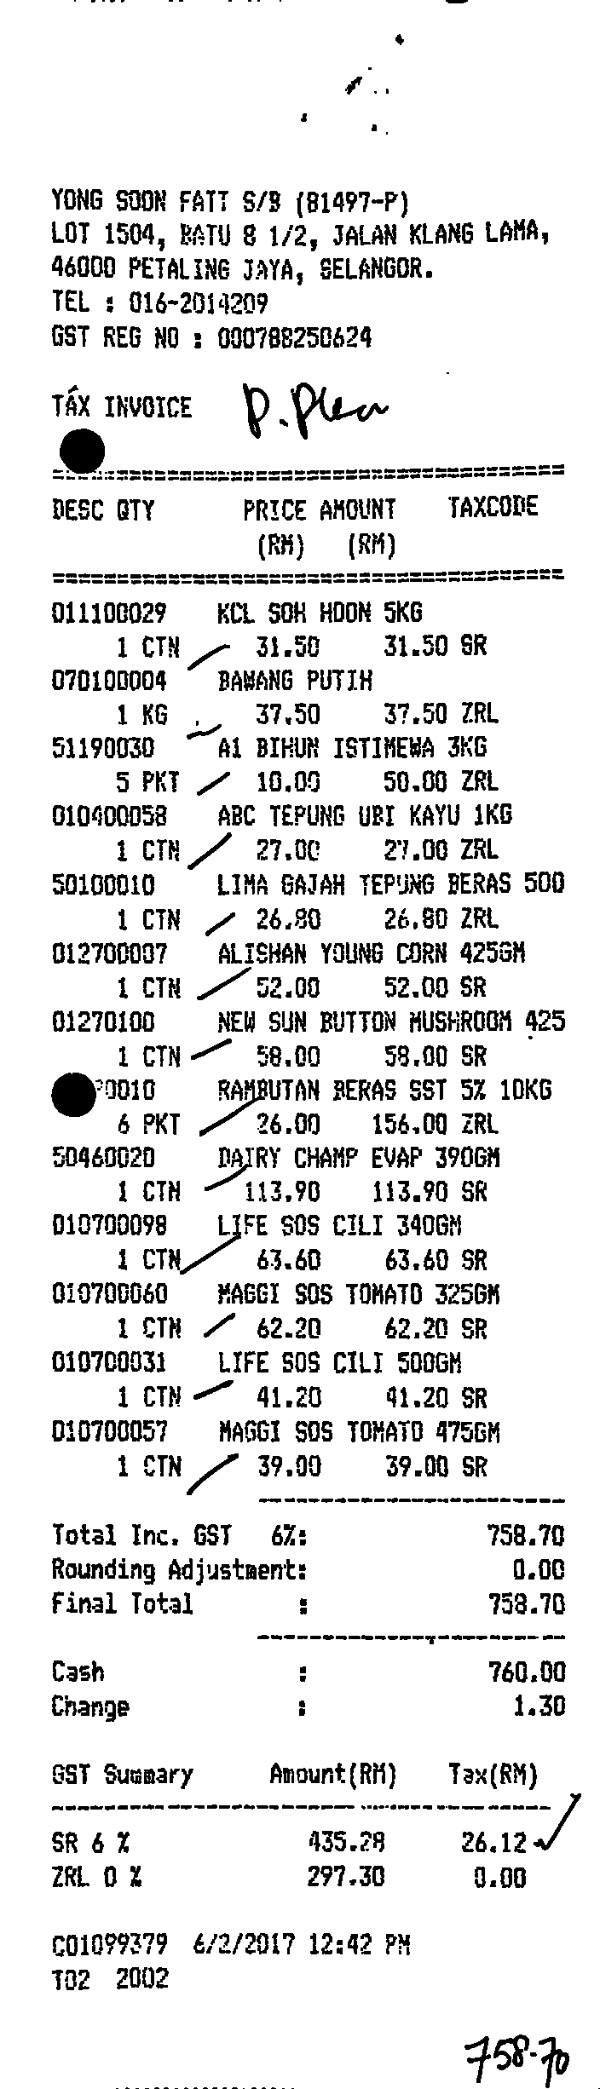 YONG SOON FATT S/B (81497-P)
LOT 1504, BATU 8 1/2, JALAN KLANG LAMA,
46000 PETALING JAYA, SELANGOR.
TEL : 016-2014209
GST REG NO : 000788250624
TAX INVOICE
DESC QTY PRICE AMOUNT TAXCODE
(RM) (RM)
011100029 KCL SOH HOON 5KG
1 CTN 31.50 31.50 SR
070100004 BAWANG PUTIH
1 KG 37.50 37.50 ZRL
51190030 A1 BIHUN ISTIMEWA 3KG
5 PKT 10.00 50.00 ZRL
010400058 ABC TEPUNG UBI KAYU 1KG
1 CTN 27.00 27.00 ZRL
50100010 LIMA GAJAH TEPUNG BERAS 500
1 CTN 26.80 26.80 ZRL
012700007 ALISHAN YOUNG CORN 425GM
1 CTN 52.00 52.00 SR
01270100 NEW SUN BUTTON MUSHROOM 425
1 CTN 58.00 58.00 SR
0010 RAMBUTAN BERAS SST 5% 10KG
6 PKT 26.00 156.00 ZRL
50460020 DAIRY CHAMP EVAP 390GM
1 CTN 113.90 113.90 SR
010700098 LIFE SOS CILI 340GM
1 CTN 63.60 63.60 SR
010700060 MAGGI SOS TOMATO 325GM
1 CTN 62.20 62.20 SR
010700031 LIFE SOS CILI 500GM
1 CTN 41.20 41.20 SR
010700057 MAGGI SOS TOMATO 475GM
1 CTN 39.00 39.00 SR
Total Inc. GST 6%: 758.70
Rounding Adjustment: 0.00
Final Total : 758.70
Cash : 760.00
Change : 1.30
GST Summary Amount(RM) Tax(RM)
SR 6 % 435.28 26.12
ZRL 0 % 297.30 0.00
C01099379 6/2/2017 12:42 PM
T02 2002
758-70